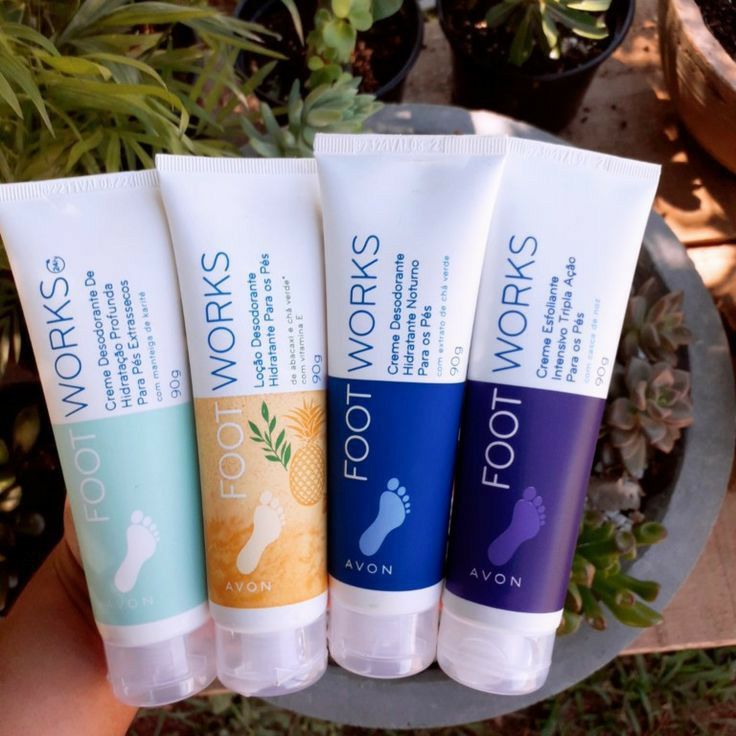 FOOT WORKS 24h
Creme Desodorante De
Hidratação Profunda
Para Pés Extrassecos
com manteiga de karité
90g
AVON
FOOT WORKS
Loção Desodorante
Hidratante Para os Pés
de abacaxi e chá verde*
com vitamina E
90g
AVON
FOOT WORKS
Creme Desodorante
Hidratante Noturno
Para os Pés
com extrato de chá verde
90g
AVON
FOOT WORKS
Creme Esfoliante
Intensivo Tripla Ação
Para os Pés
com casca de noz
90g
AVON